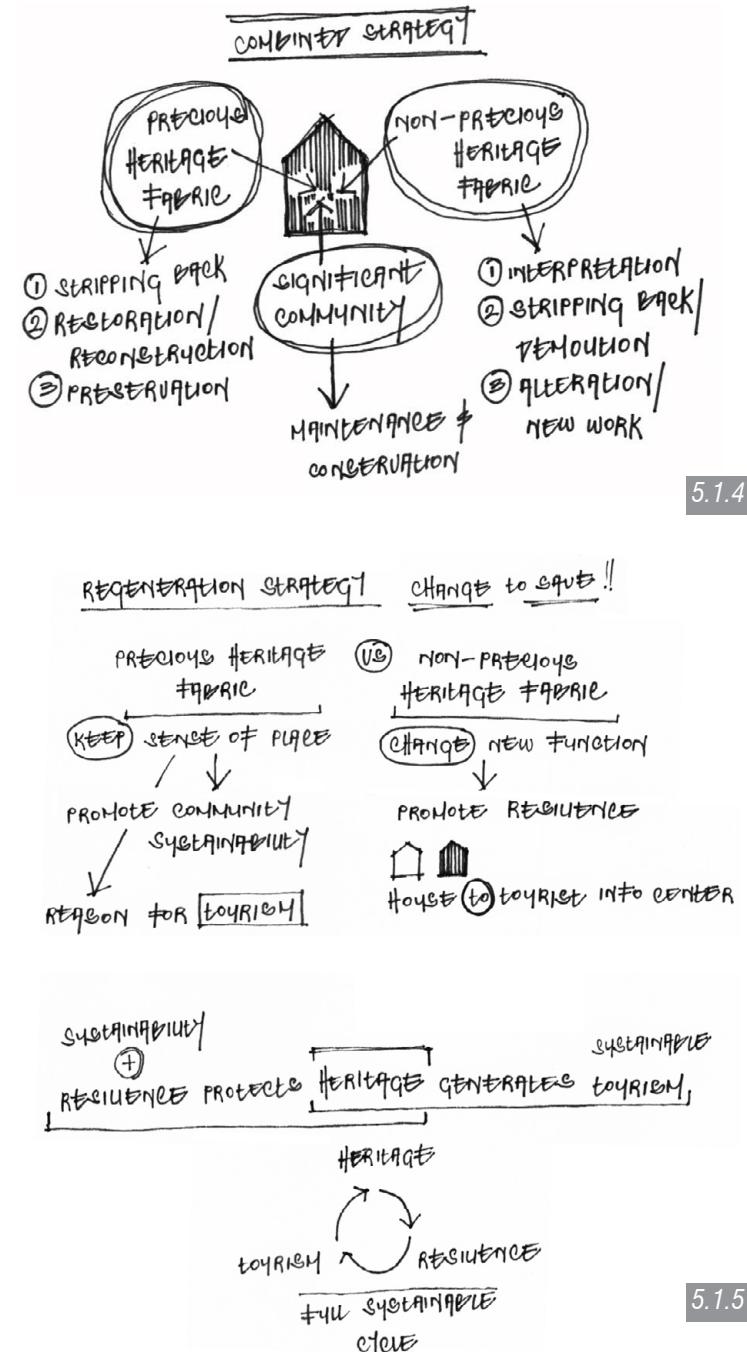 COMBINED STRATEGY
PRECIOUS
HERITAGE
FABRIC
NON-PRECIOUS
HERITAGE
FABRIC
SIGNIFICANT
COMMUNITY
① STRIPPING BACK
② RESTORATION/
RECONSTRUCTION
③ PRESERVATION
MAINTENANCE &
CONSERVATION
① INTERPRETATION
② STRIPPING BACK/
DEMOLITION
③ ALTERATION/
NEW WORK
5.1.4
REGENERATION STRATEGY CHANGE to SAVE!!
PRECIOUS HERITAGE
FABRIC
VS
NON-PRECIOUS
HERITAGE FABRIC
KEEP SENSE OF PLACE
PROMOTE COMMUNITY
SUSTAINABILITY
REASON FOR TOURISM
CHANGE NEW FUNCTION
PROMOTE RESILIENCE
HOUSE to TOURIST INFO CENTER
SUSTAINABILITY
+
RESILIENCE PROTECTS HERITAGE GENERATES
SUSTAINABLE
TOURISM
HERITAGE
RESILIENCE
TOURISM
FULL SUSTAINABLE
CYCLE
5.1.5